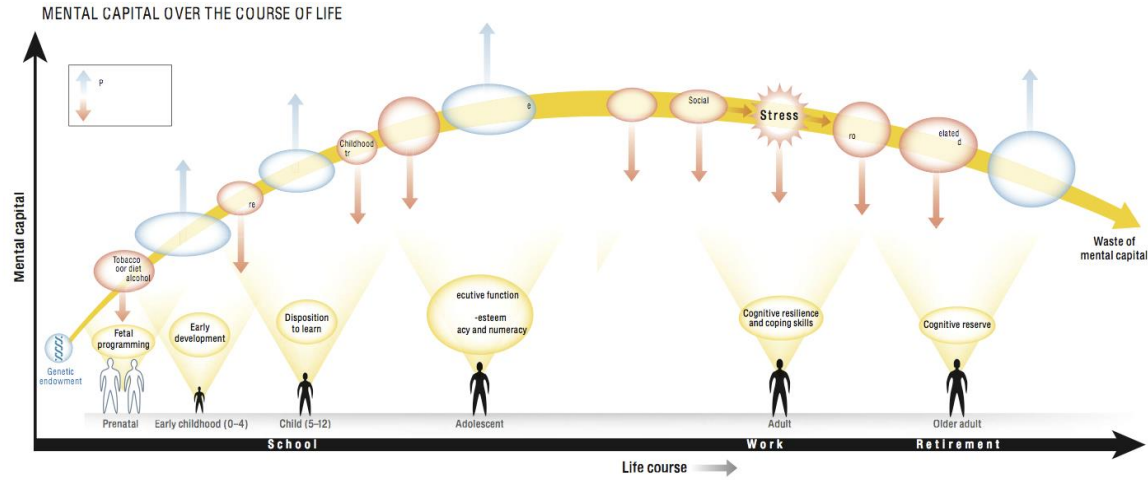 MENTAL CAPITAL OVER THE COURSE OF LIFE
P
e
Social
Stress
Childhood
tr
ro
elated
d
re
Tobacco
oor diet
alcohol
Mental capital
Waste of
mental capital
Genetic
endowment
Fetal
programming
Early
development
Disposition
to learn
ecutive function
-esteem
acy and numeracy
Cognitive resilience
and coping skills
Cognitive reserve
Prenatal
Early childhood (0–4)
Child (5–12)
Adolescent
Adult
Older adult
School
Work
Retirement
Life course